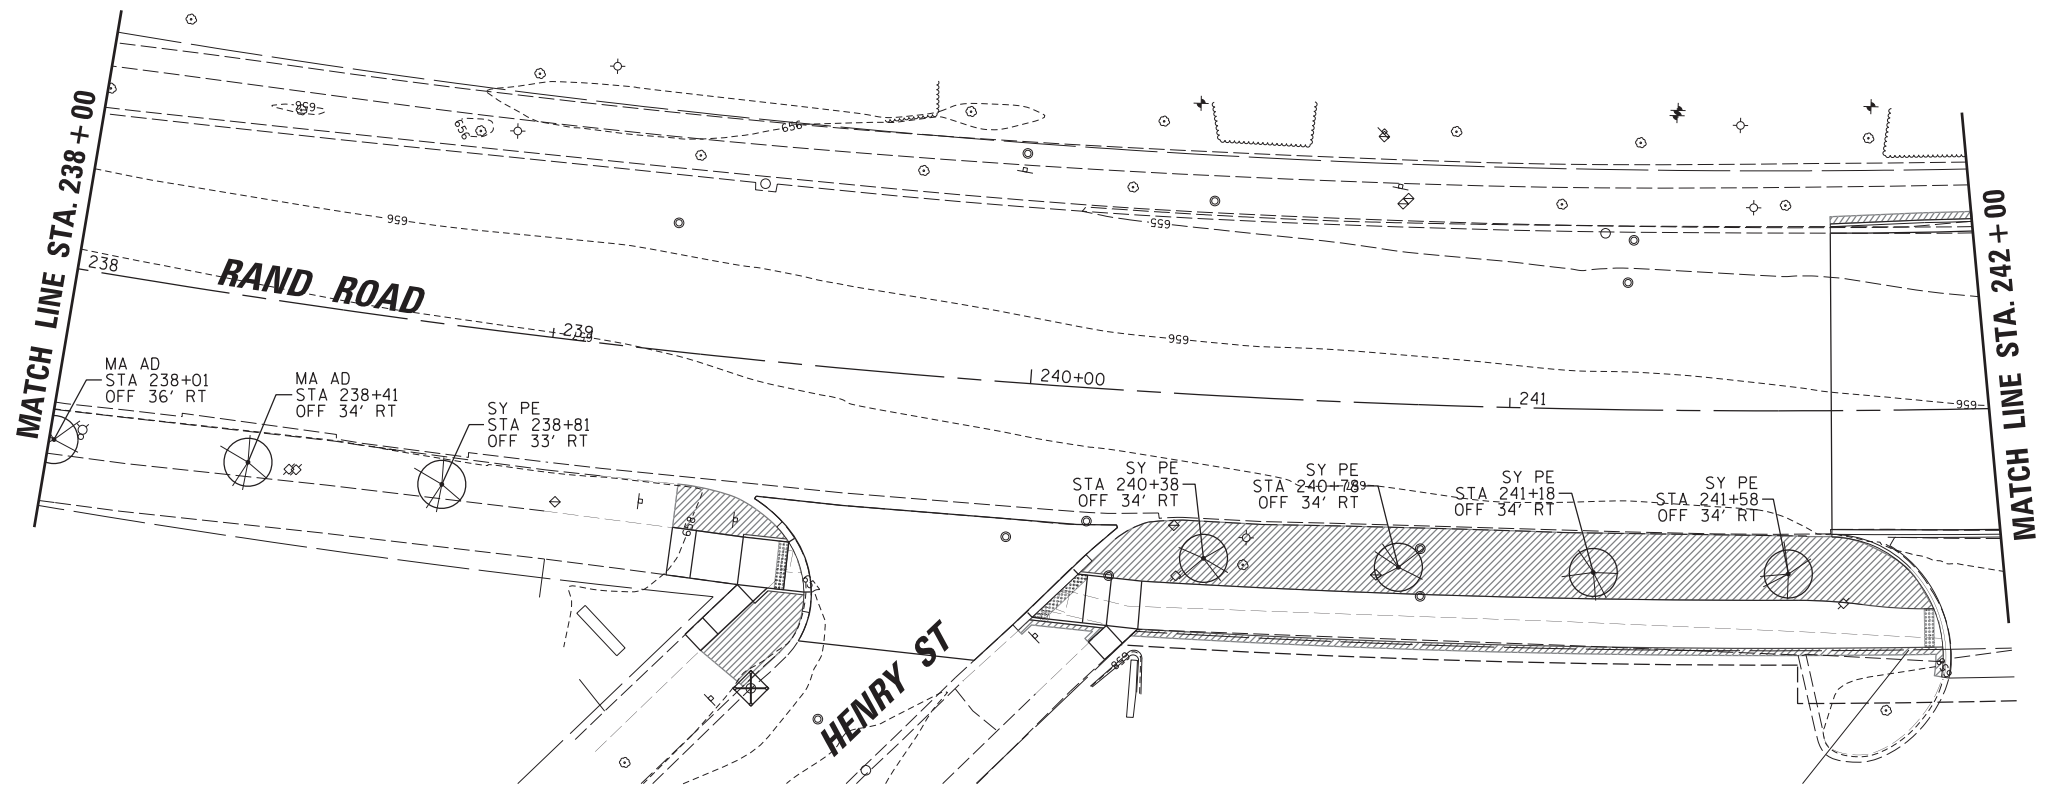 MATCH LINE STA. 238+00
658
656
656
656
655
238
RAND ROAD
239
657
656
240+00
241
656
MATCH LINE STA. 242+00
MA AD
STA 238+01
OFF 36' RT
MA AD
STA 238+41
OFF 34' RT
SY PE
STA 238+81
OFF 33' RT
SY PE
STA 240+38
OFF 34' RT
SY PE
STA 240+78
OFF 34' RT
SY PE
STA 241+18
OFF 34' RT
SY PE
STA 241+58
OFF 34' RT
658
HENRY ST